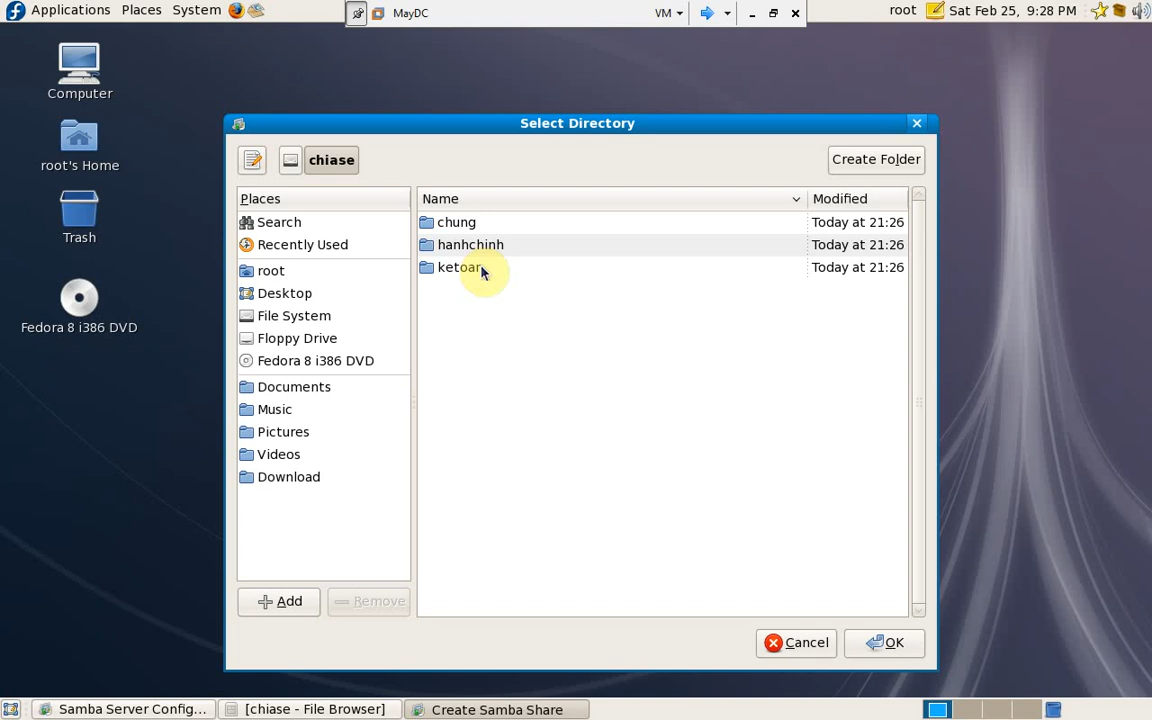 Applications Places System
MayDC
VM
root Sat Feb 25, 9:28 PM
Computer
root's Home
Trash
Fedora 8 i386 DVD
Select Directory
chiase
Create Folder
Places
Search
Recently Used
root
Desktop
File System
Floppy Drive
Fedora 8 i386 DVD
Documents
Music
Pictures
Videos
Download
Name Modified
chung Today at 21:26
hanhchinh Today at 21:26
ketoan Today at 21:26
Add Remove
Cancel OK
Samba Server Config... [chiase - File Browser] Create Samba Share